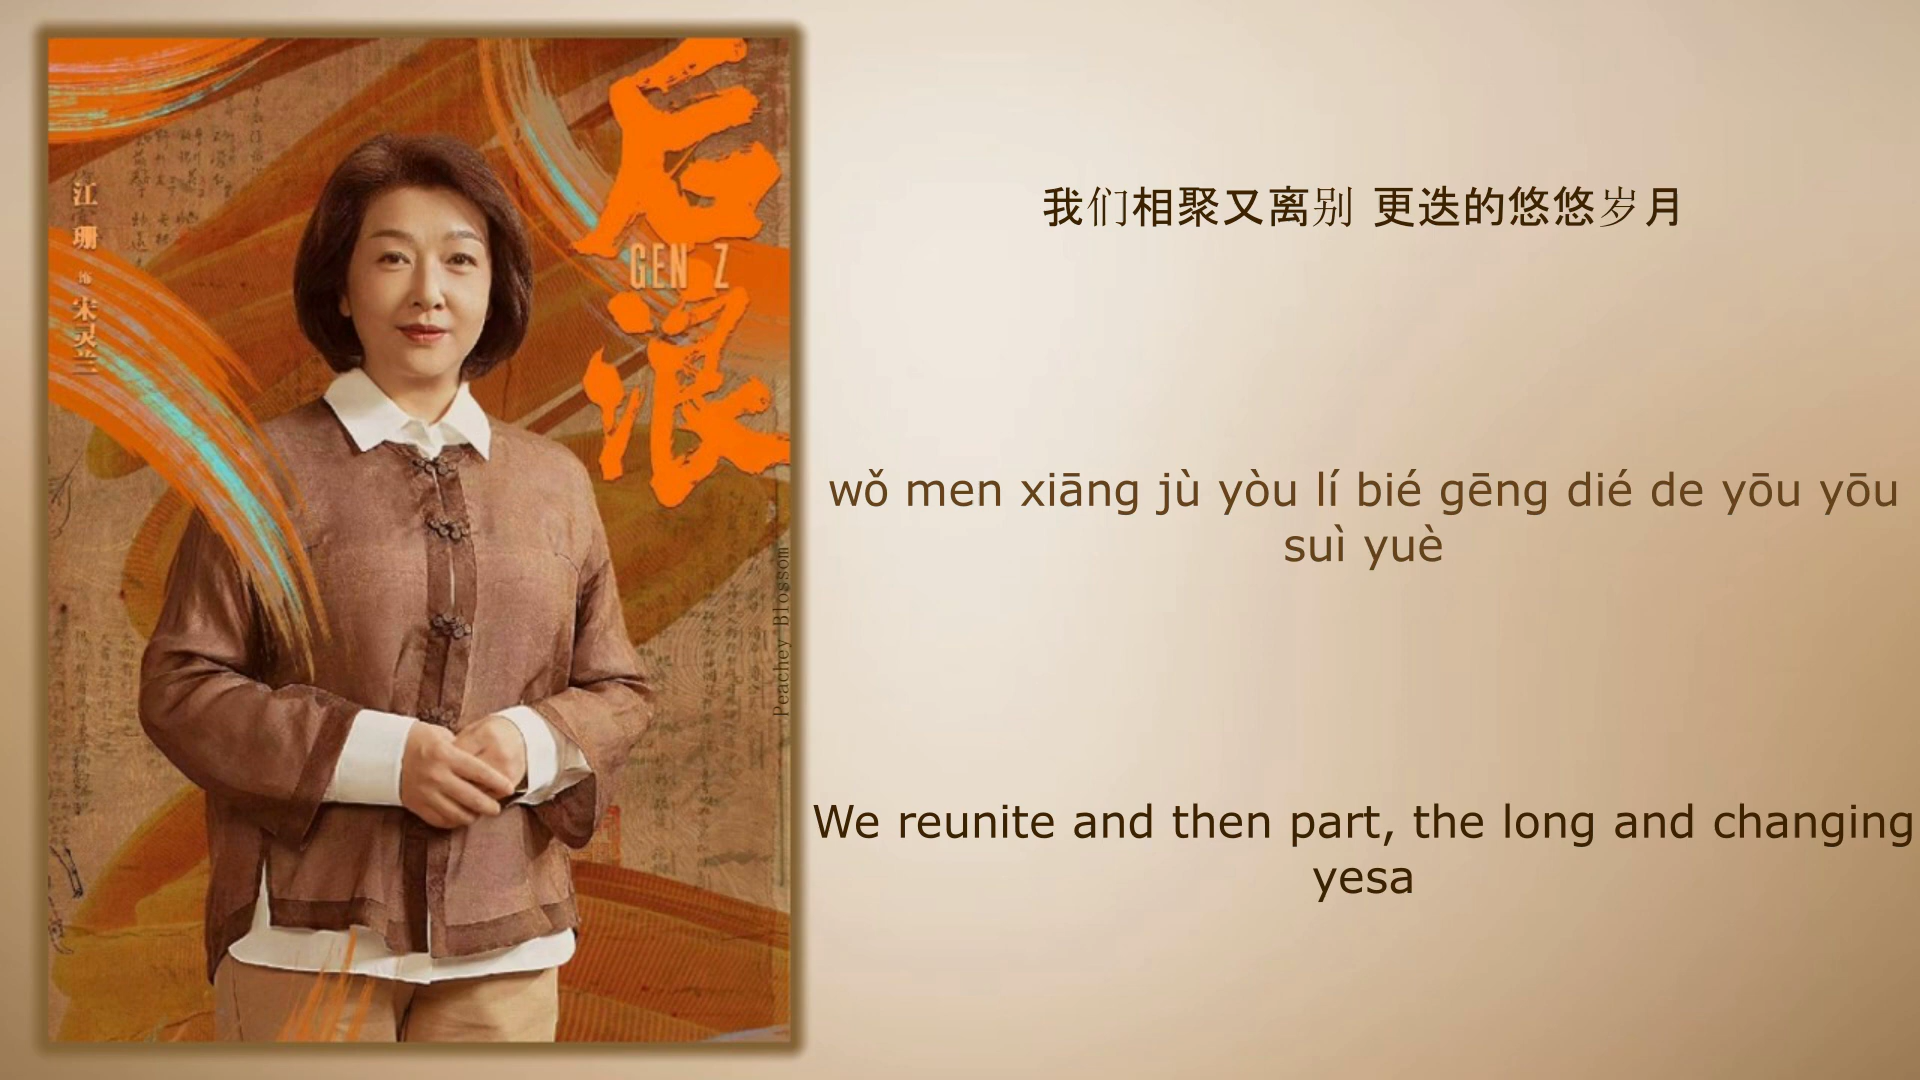 江珊 饰 宋灵兰
后
GEN Z
浪
Peachey Blossom
我们相聚又离别 更迭的悠悠岁月
wǒ men xiāng jù yòu lí bié gēng dié de yōu yōu
suì yuè
We reunite and then part, the long and changing
yesa